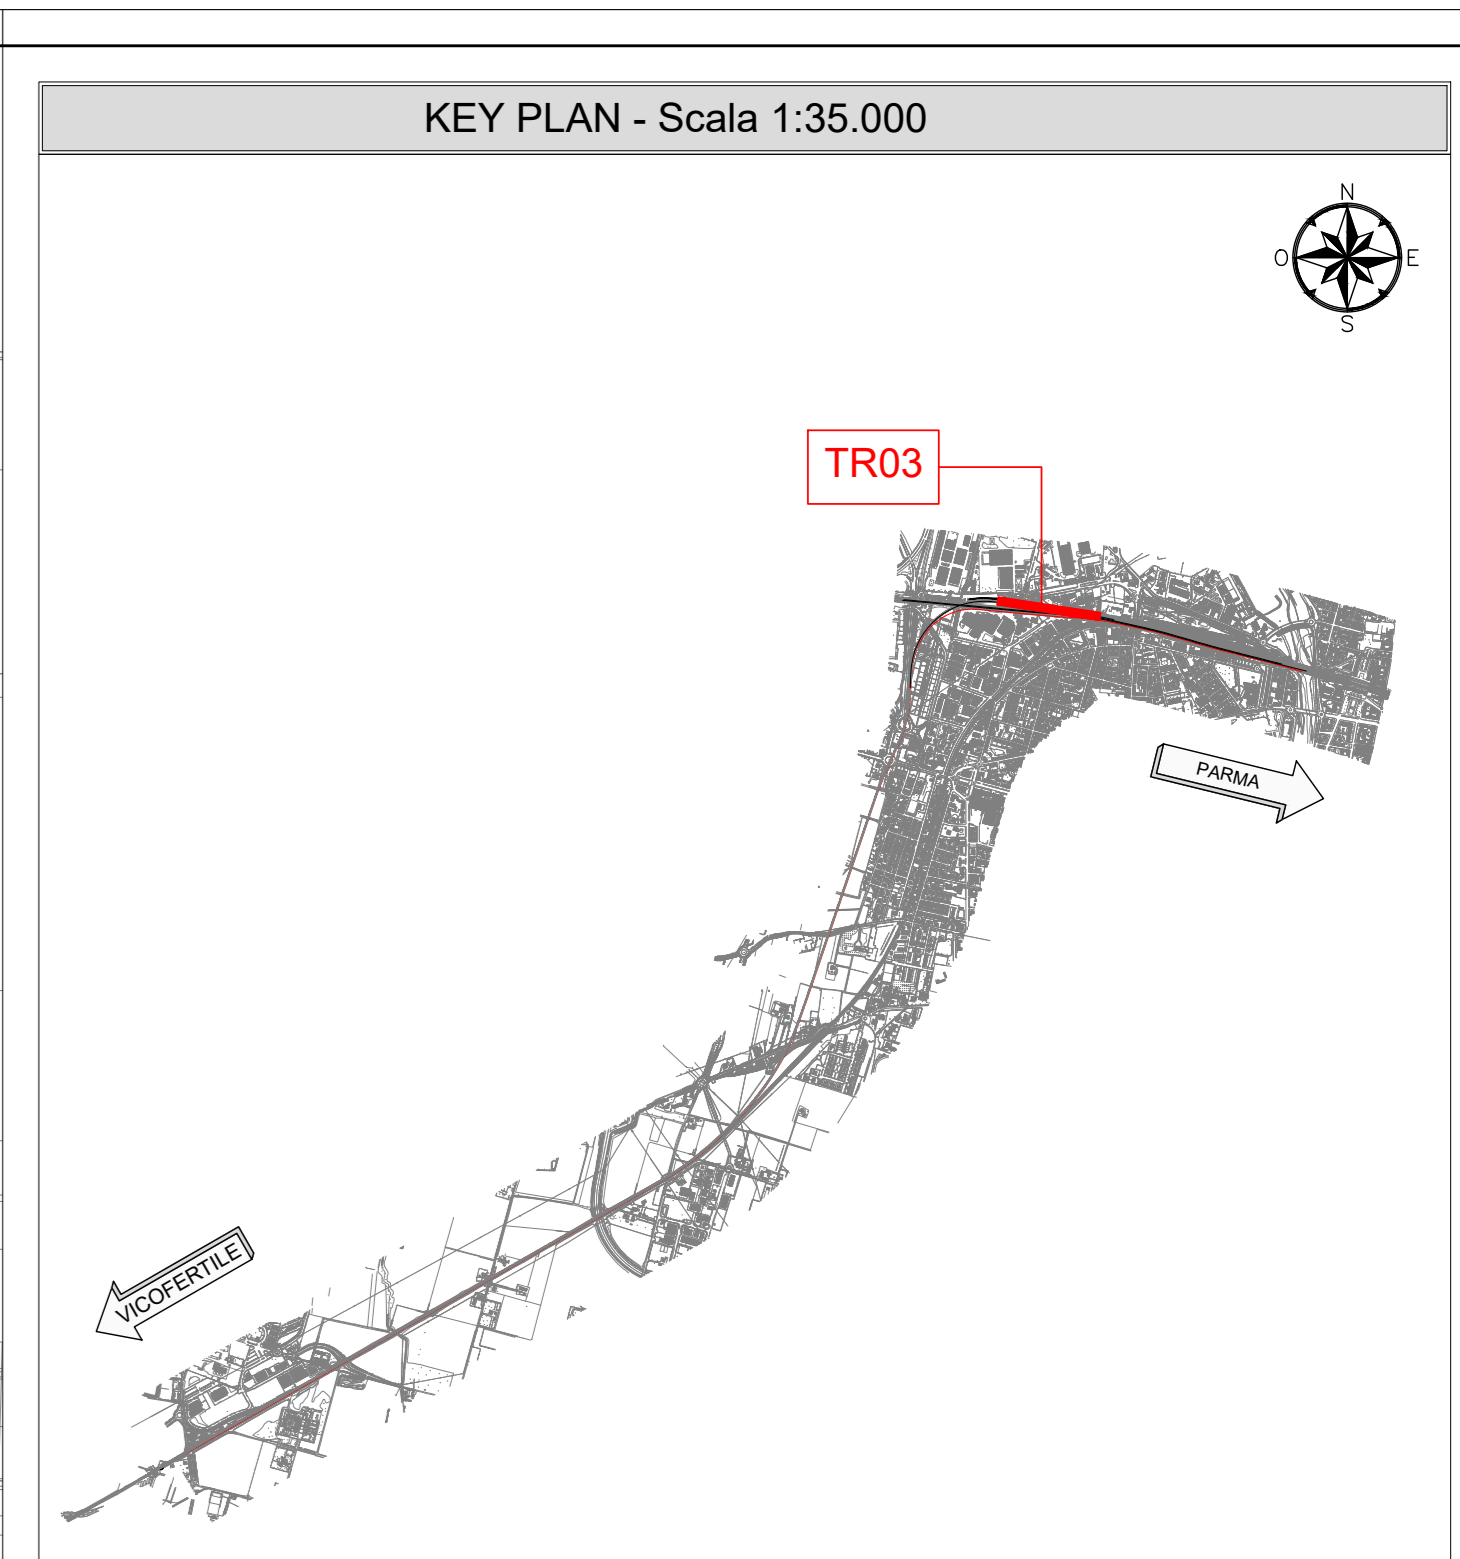 KEY PLAN - Scala 1:35.000
N
O
E
S
TR03
PARMA
VICOFERTILE